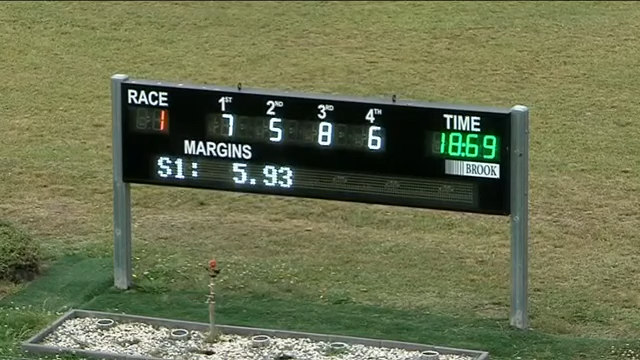 RACE 1ST 2ND 3RD 4TH TIME
1 7 5 8 6 18:69
MARGINS BROOK
S1: 5.93